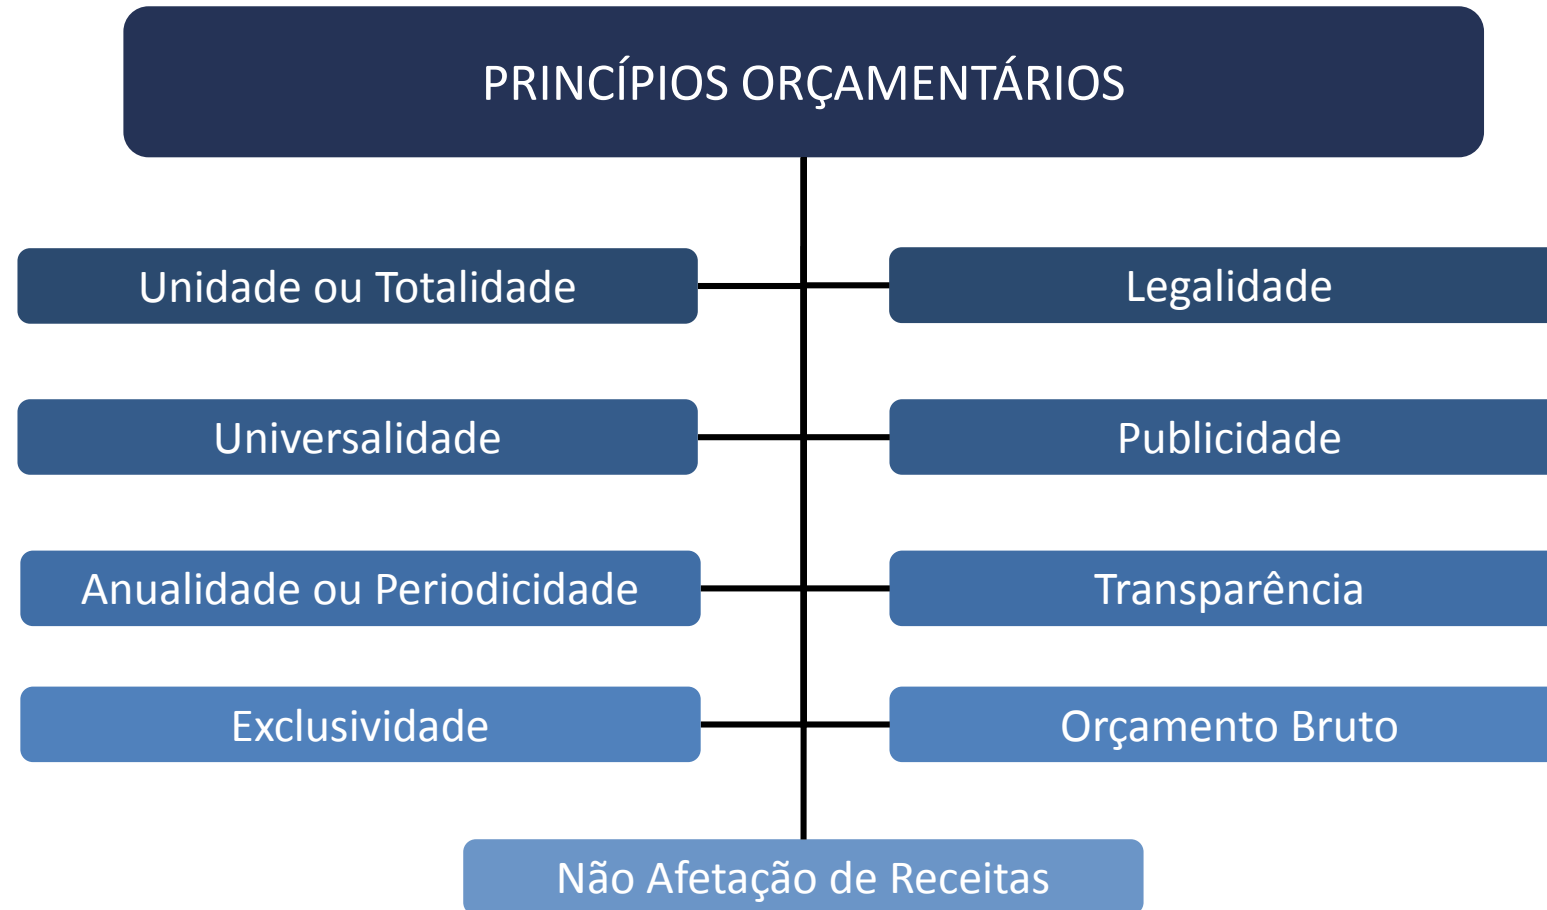 PRINCÍPIOS ORÇAMENTÁRIOS
Unidade ou Totalidade
Legalidade
Universalidade
Publicidade
Anualidade ou Periodicidade
Transparência
Exclusividade
Orçamento Bruto
Não Afetação de Receitas